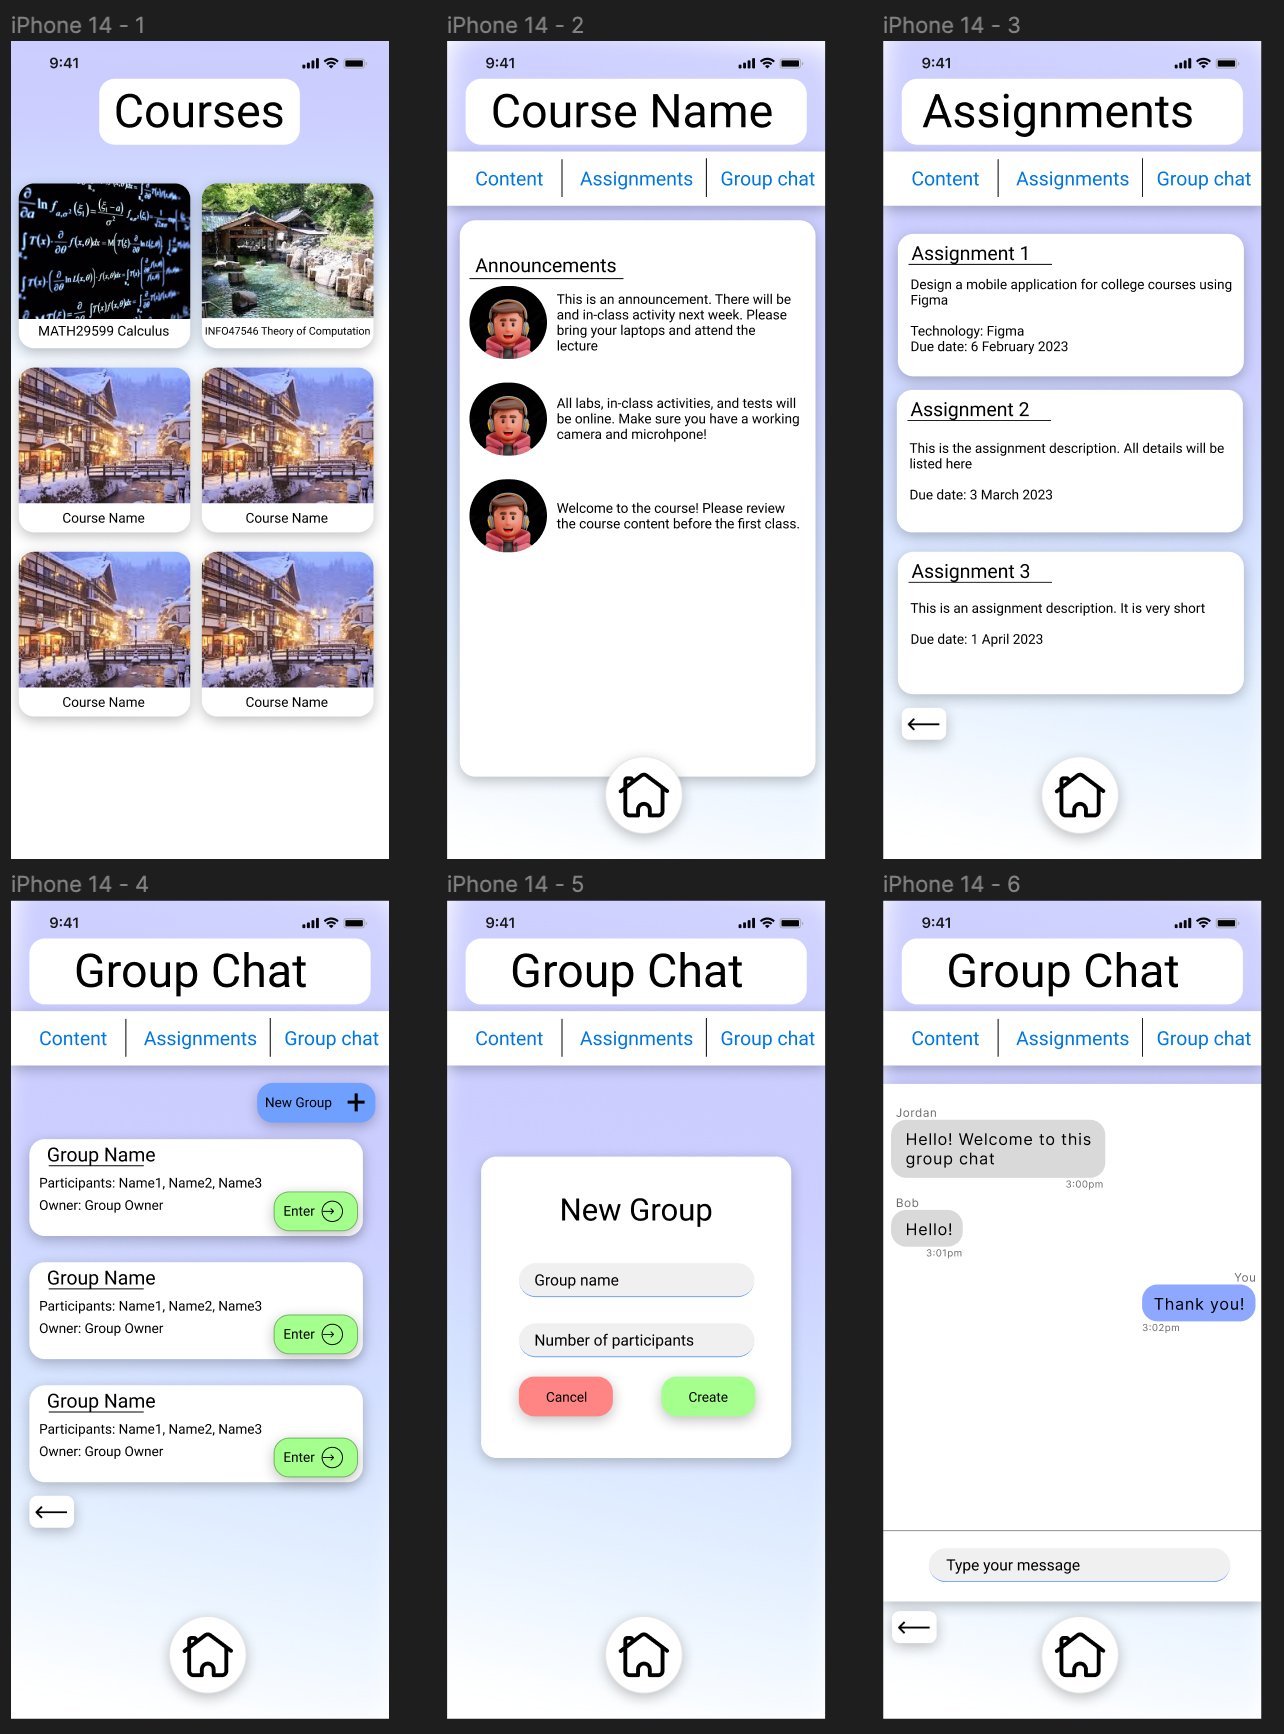 iPhone 14 - 1
9:41
Courses
MATH29599 Calculus
INFO47546 Theory of Computation
Course Name
Course Name
Course Name
Course Name
iPhone 14 - 2
9:41
Course Name
Content
Assignments
Group chat
Announcements
This is an announcement. There will be
and in-class activity next week. Please
bring your laptops and attend the
lecture
All labs, in-class activities, and tests will
be online. Make sure you have a working
camera and microhpone!
Welcome to the course! Please review
the course content before the first class.
iPhone 14 - 3
9:41
Assignments
Content
Assignments
Group chat
Assignment 1
Design a mobile application for college courses using
Figma
Technology: Figma
Due date: 6 February 2023
Assignment 2
This is the assignment description. All details will be
listed here
Due date: 3 March 2023
Assignment 3
This is an assignment description. It is very short
Due date: 1 April 2023
iPhone 14 - 4
9:41
Group Chat
Content
Assignments
Group chat
New Group
Group Name
Participants: Name1, Name2, Name3
Owner: Group Owner
Enter
Group Name
Participants: Name1, Name2, Name3
Owner: Group Owner
Enter
Group Name
Participants: Name1, Name2, Name3
Owner: Group Owner
Enter
iPhone 14 - 5
9:41
Group Chat
Content
Assignments
Group chat
New Group
Group name
Number of participants
Cancel
Create
iPhone 14 - 6
9:41
Group Chat
Content
Assignments
Group chat
Jordan
Hello! Welcome to this
group chat
3:00pm
Bob
Hello!
3:01pm
You
Thank you!
3:02pm
Type your message